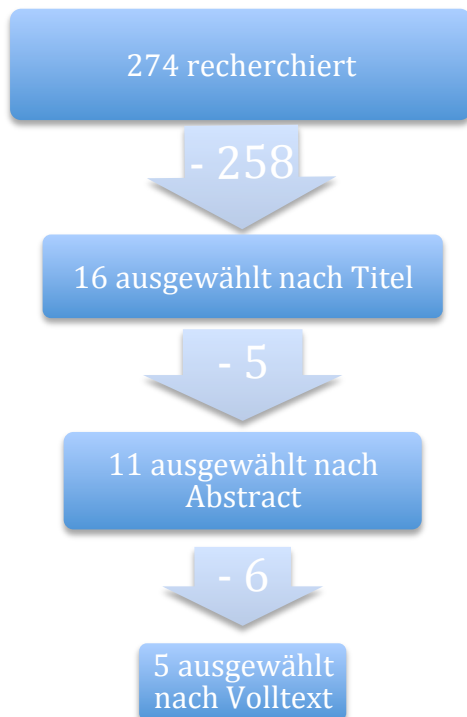 274 recherchiert
- 258
16 ausgewählt nach Titel
- 5
11 ausgewählt nach
Abstract
- 6
5 ausgewählt
nach Volltext